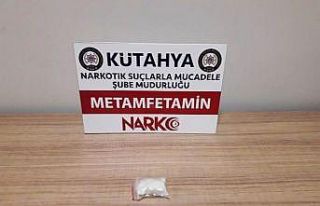 KÜTAHYA
NARKOTİK SUÇLARLA MÜCADELE
ŞUBE MÜDÜRLÜĞÜ
METAMFETAMİN
NARKO